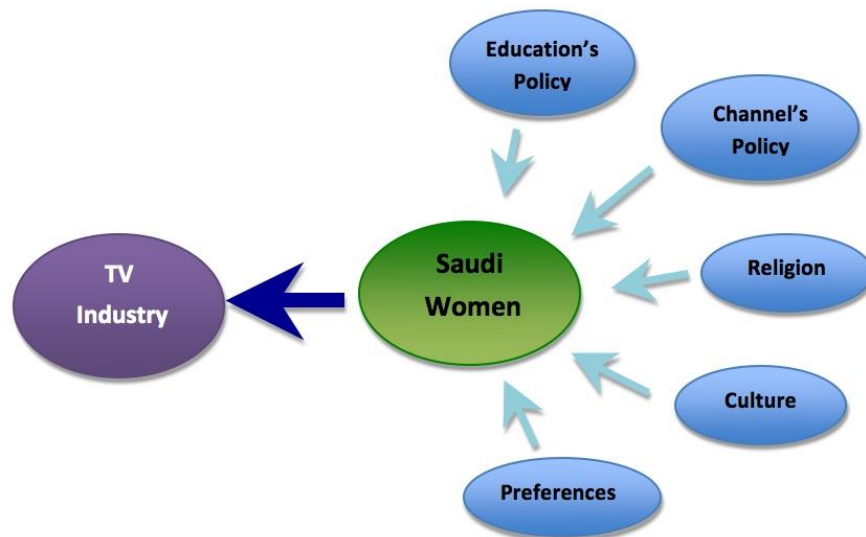 Education's
Policy
Channel's
Policy
TV
Industry
Saudi
Women
Religion
Culture
Preferences